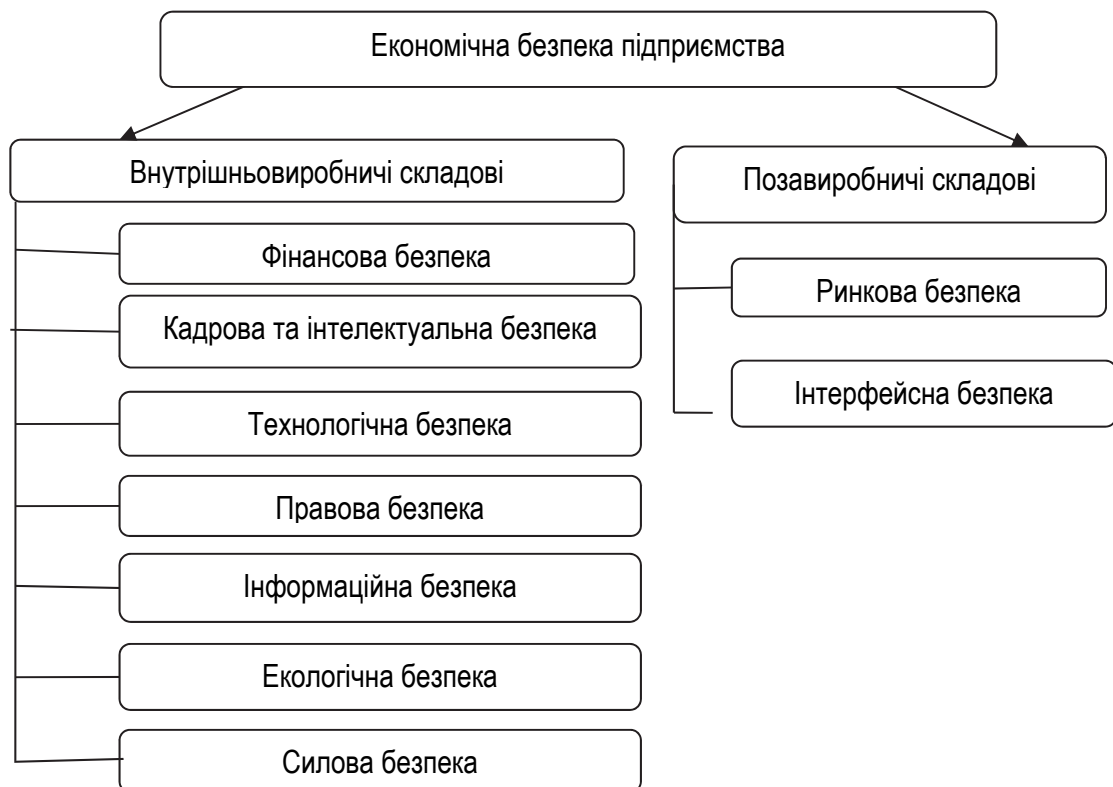 Економічна безпека підприємства
Внутрішньовиробничі складові
Фінансова безпека
Кадрова та інтелектуальна безпека
Технологічна безпека
Правова безпека
Інформаційна безпека
Екологічна безпека
Силова безпека
Позавиробничі складові
Ринкова безпека
Інтерфейсна безпека